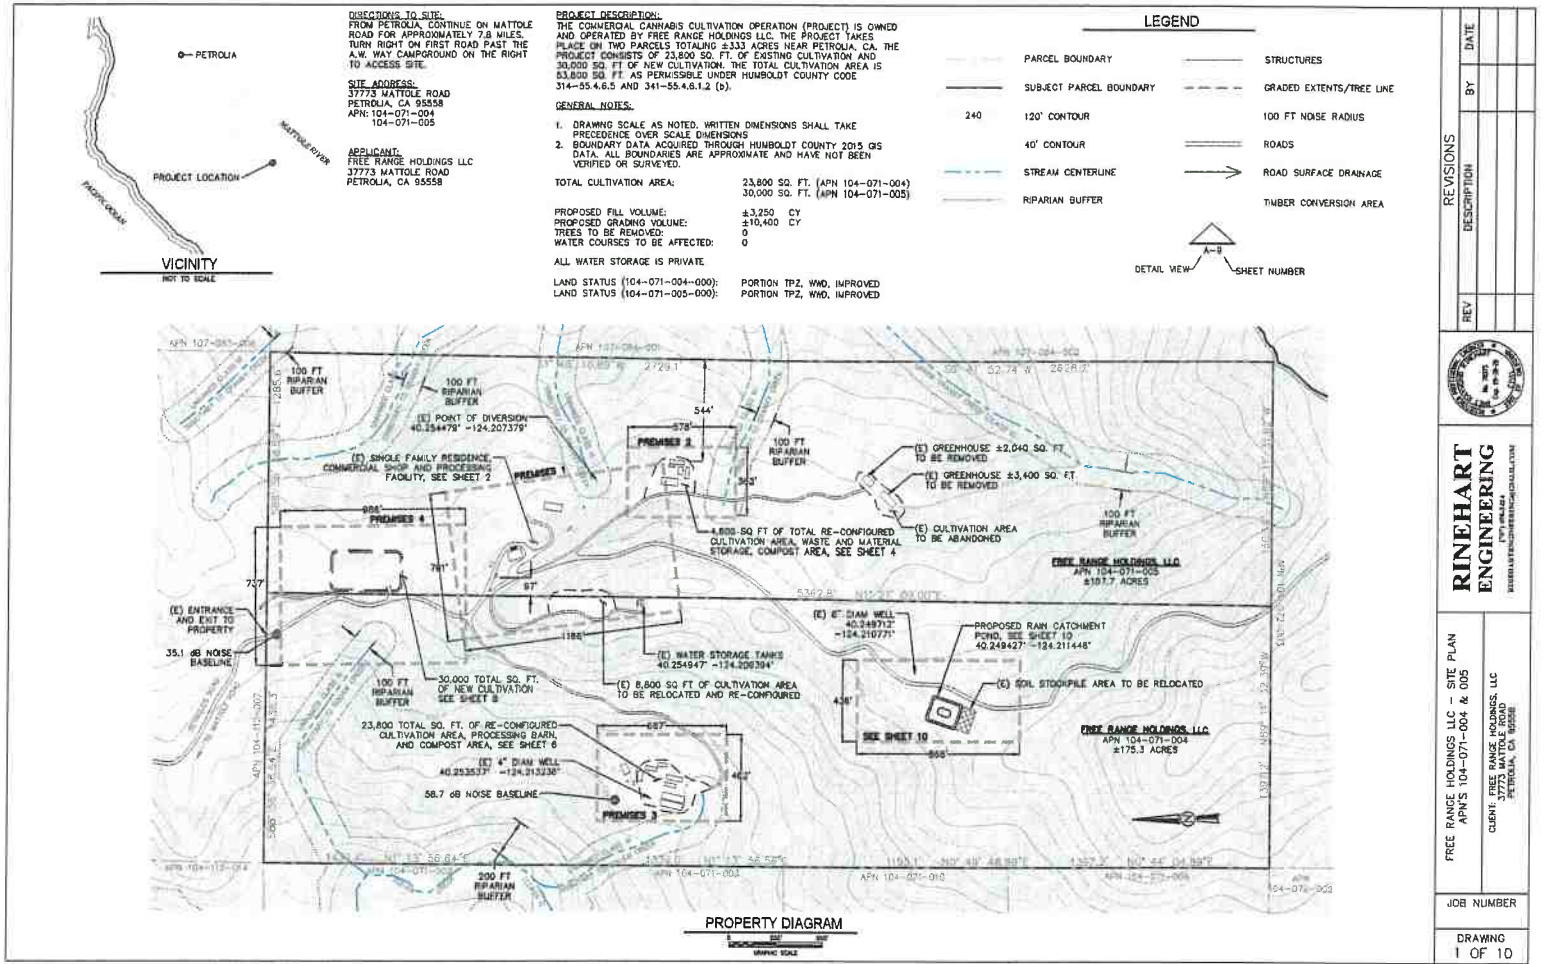 DIRECTIONS TO SITE:
FROM PETROLIA, CONTINUE ON MATTOLE
ROAD FOR APPROXIMATELY 7.8 MILES.
TURN RIGHT ON FIRST ROAD PAST THE
A.W. WAY CAMPGROUND ON THE RIGHT
TO ACCESS SITE.
SITE ADDRESS:
37773 MATTOLE ROAD
PETROLIA, CA 95558
APN: 104-071-004
104-071-005
APPLICANT:
FREE RANGE HOLDINGS LLC
37773 MATTOLE ROAD
PETROLIA, CA 95558
PETROLIA
MATTOLE RIVER
PROJECT LOCATION
PACIFIC OCEAN
VICINITY
NOT TO SCALE
PROJECT DESCRIPTION:
THE COMMERCIAL CANNABIS CULTIVATION OPERATION (PROJECT) IS OWNED
AND OPERATED BY FREE RANGE HOLDINGS LLC. THE PROJECT TAKES
PLACE ON TWO PARCELS TOTALING ±333 ACRES NEAR PETROLIA, CA. THE
PROJECT CONSISTS OF 23,800 SQ. FT. OF EXISTING CULTIVATION AND
30,000 SQ. FT OF NEW CULTIVATION. THE TOTAL CULTIVATION AREA IS
53,800 SQ. FT. AS PERMISSIBLE UNDER HUMBOLDT COUNTY CODE
314-55.4.6.5 AND 341-55.4.6.1.2 (b).
GENERAL NOTES:
1. DRAWING SCALE AS NOTED. WRITTEN DIMENSIONS SHALL TAKE
PRECEDENCE OVER SCALE DIMENSIONS
2. BOUNDARY DATA ACQUIRED THROUGH HUMBOLDT COUNTY 2015 GIS
DATA. ALL BOUNDARIES ARE APPROXIMATE AND HAVE NOT BEEN
VERIFIED OR SURVEYED.
TOTAL CULTIVATION AREA: 23,800 SQ. FT. (APN 104-071-004)
30,000 SQ. FT. (APN 104-071-005)
PROPOSED FILL VOLUME: ±3,250 CY
PROPOSED GRADING VOLUME: ±10,400 CY
TREES TO BE REMOVED: 0
WATER COURSES TO BE AFFECTED: 0
ALL WATER STORAGE IS PRIVATE
LAND STATUS (104-071-004-000): PORTION TPZ, WWD, IMPROVED
LAND STATUS (104-071-005-000): PORTION TPZ, WWD, IMPROVED
LEGEND
PARCEL BOUNDARY
SUBJECT PARCEL BOUNDARY
240 120' CONTOUR
40' CONTOUR
STREAM CENTERLINE
RIPARIAN BUFFER
STRUCTURES
GRADED EXTENTS/TREE LINE
100 FT NOISE RADIUS
ROADS
ROAD SURFACE DRAINAGE
TIMBER CONVERSION AREA
A-9
DETAIL VIEW
SHEET NUMBER
APN 107-084-001
APN 107-084-002
2729.1'
52.74" W 2628.2'
100 FT
RIPARIAN
BUFFER
100 FT
RIPARIAN
BUFFER
544'
(E) POINT OF DIVERSION
40.254479° -124.207379°
578'
PREMISES 2
100 FT
RIPARIAN
BUFFER
(E) GREENHOUSE ±2,040 SQ. FT
TO BE REMOVED
(E) SINGLE FAMILY RESIDENCE,
COMMERCIAL SHOP AND PROCESSING
FACILITY, SEE SHEET 2
PREMISES 1
(E) GREENHOUSE ±3,400 SQ. FT
TO BE REMOVED
PREMISES 4
(E) CULTIVATION AREA
TO BE ABANDONED
100 FT
RIPARIAN
BUFFER
4,800 SQ FT OF TOTAL RE-CONFIGURED
CULTIVATION AREA, WASTE AND MATERIAL
STORAGE, COMPOST AREA, SEE SHEET 4
FREE RANGE HOLDINGS, LLC
APN 104-071-005
±157.7 ACRES
737'
97'
5362.8'
(E) ENTRANCE
AND EXIT TO
PROPERTY
35.1 dB NOISE
BASELINE
1186'
(E) 6" DIAM WELL
40.249712°
-124.210771°
PROPOSED RAIN CATCHMENT
POND, SEE SHEET 10
40.249427° -124.211448°
(E) WATER STORAGE TANKS
40.254947° -124.209394°
100 FT
RIPARIAN
BUFFER
30,000 TOTAL SQ. FT.
OF NEW CULTIVATION
SEE SHEET 8
(E) 8,800 SQ FT OF CULTIVATION AREA
TO BE RELOCATED AND RE-CONFIGURED
(E) SOIL STOCKPILE AREA TO BE RELOCATED
436'
SEE SHEET 10
23,800 TOTAL SQ. FT. OF RE-CONFIGURED
CULTIVATION AREA, PROCESSING BARN,
AND COMPOST AREA, SEE SHEET 6
FREE RANGE HOLDINGS, LLC
APN 104-071-004
±175.3 ACRES
(E) 4" DIAM WELL
40.253537° -124.213236°
462'
58.7 dB NOISE BASELINE
PREMISES 3
200 FT
RIPARIAN
BUFFER
APN 104-071-003
APN 104-071-010
PROPERTY DIAGRAM
GRAPHIC SCALE
REVISIONS
REV
DESCRIPTION
BY
DATE
RINEHART
ENGINEERING
FREE RANGE HOLDINGS LLC - SITE PLAN
APN'S 104-071-004 & 005
CLIENT: FREE RANGE HOLDINGS, LLC
37773 MATTOLE ROAD
PETROLIA, CA 95558
JOB NUMBER
DRAWING
1 OF 10